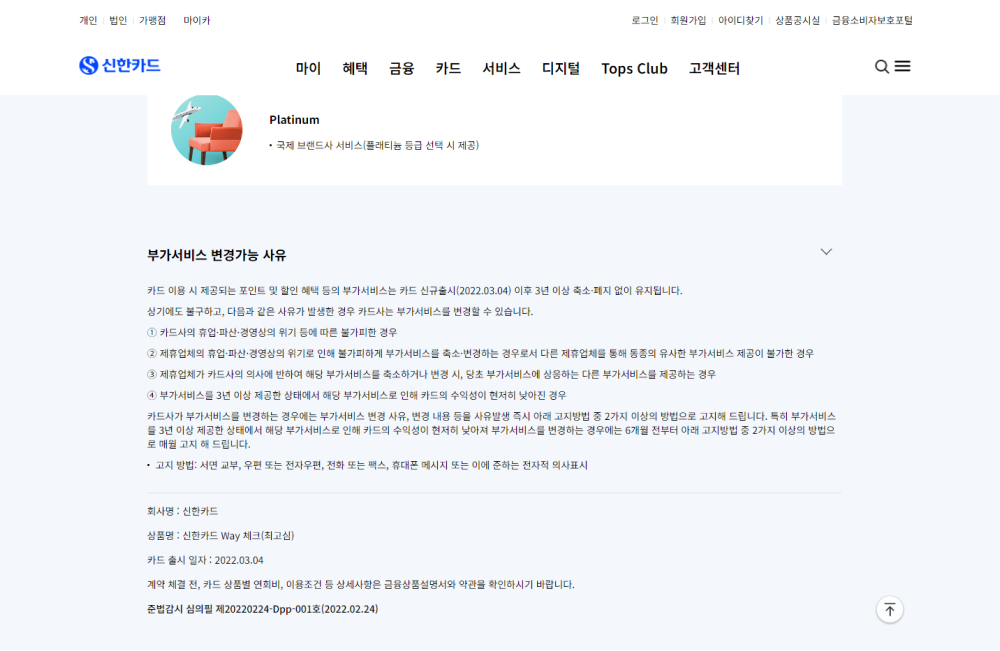 개인 법인 가맹점 마이카
로그인 회원가입 아이디찾기 상품공시실 금융소비자보호포털
신한카드
마이 혜택 금융 카드 서비스 디지털 Tops Club 고객센터
Platinum
• 국제 브랜드사 서비스(플래티늄 등급 선택 시 제공)
부가서비스 변경가능 사유
카드 이용 시 제공되는 포인트 및 할인 혜택 등의 부가서비스는 카드 신규출시(2022.03.04) 이후 3년 이상 축소·폐지 없이 유지됩니다.
상기에도 불구하고, 다음과 같은 사유가 발생한 경우 카드사는 부가서비스를 변경할 수 있습니다.
① 카드사의 휴업·파산·경영상의 위기 등에 따른 불가피한 경우
② 제휴업체의 휴업·파산·경영상의 위기로 인해 불가피하게 부가서비스를 축소·변경하는 경우로서 다른 제휴업체를 통해 동종의 유사한 부가서비스 제공이 불가한 경우
③ 제휴업체가 카드사의 의사에 반하여 해당 부가서비스를 축소하거나 변경 시, 당초 부가서비스에 상응하는 다른 부가서비스를 제공하는 경우
④ 부가서비스를 3년 이상 제공한 상태에서 해당 부가서비스로 인해 카드의 수익성이 현저히 낮아진 경우
카드사가 부가서비스를 변경하는 경우에는 부가서비스 변경 사유, 변경 내용 등을 사유발생 즉시 아래 고지방법 중 2가지 이상의 방법으로 고지해 드립니다. 특히 부가서비스
를 3년 이상 제공한 상태에서 해당 부가서비스로 인해 카드의 수익성이 현저히 낮아져 부가서비스를 변경하는 경우에는 6개월 전부터 아래 고지방법 중 2가지 이상의 방법으
로 매월 고지 해 드립니다.
• 고지 방법: 서면 교부, 우편 또는 전자우편, 전화 또는 팩스, 휴대폰 메시지 또는 이에 준하는 전자적 의사표시
회사명 : 신한카드
상품명 : 신한카드 Way 체크(최고심)
카드 출시 일자 : 2022.03.04
계약 체결 전, 카드 상품별 연회비, 이용조건 등 상세사항은 금융상품설명서와 약관을 확인하시기 바랍니다.
준법감시 심의필 제20220224-Dpp-001호(2022.02.24)